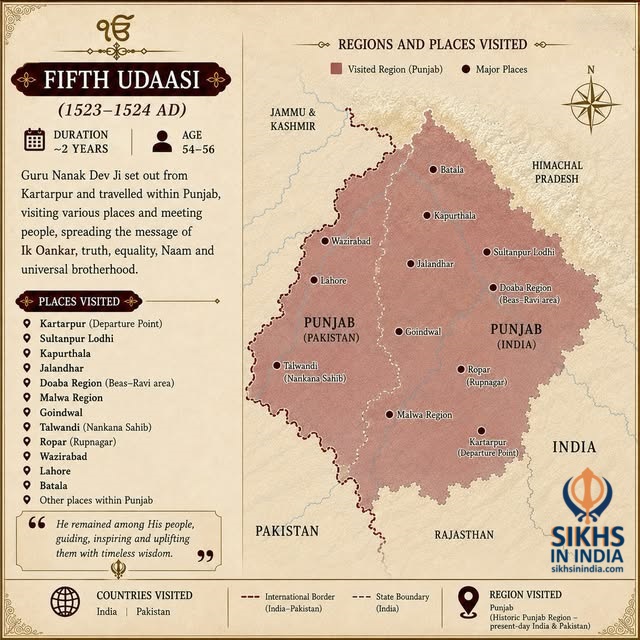 ੴ
FIFTH UDAASI
(1523–1524 AD)
DURATION
~2 YEARS
AGE
54–56
Guru Nanak Dev Ji set out from
Kartarpur and travelled within Punjab,
visiting various places and meeting
people, spreading the message of
Ik Oankar, truth, equality, Naam and
universal brotherhood.
PLACES VISITED
Kartarpur (Departure Point)
Sultanpur Lodhi
Kapurthala
Jalandhar
Doaba Region (Beas–Ravi area)
Malwa Region
Goindwal
Talwandi (Nankana Sahib)
Ropar (Rupnagar)
Wazirabad
Lahore
Batala
Other places within Punjab
“ He remained among His people,
guiding, inspiring and uplifting
them with timeless wisdom. ”
REGIONS AND PLACES VISITED
Visited Region (Punjab)
Major Places
N
JAMMU &
KASHMIR
HIMACHAL
PRADESH
Batala
Kapurthala
Wazirabad
Sultanpur Lodhi
Jalandhar
Lahore
Doaba Region
(Beas–Ravi area)
PUNJAB
(PAKISTAN)
Goindwal
PUNJAB
(INDIA)
Talwandi
(Nankana Sahib)
Ropar
(Rupnagar)
Malwa Region
Kartarpur
(Departure Point)
INDIA
PAKISTAN
RAJASTHAN
SIKHS
IN INDIA
sikhsinindia.com
COUNTRIES VISITED
India | Pakistan
International Border
(India–Pakistan)
State Boundary
(India)
REGION VISITED
Punjab
(Historic Punjab Region –
present-day India & Pakistan)